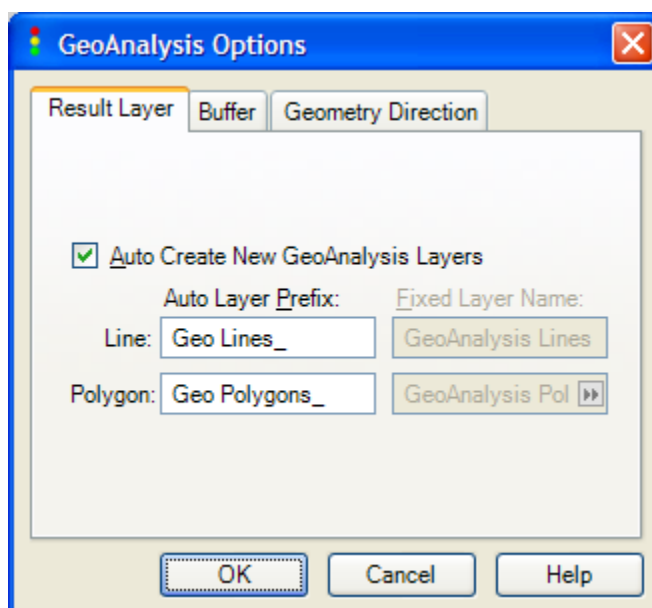 GeoAnalysis Options
Result Layer Buffer Geometry Direction
Auto Create New GeoAnalysis Layers
Auto Layer Prefix: Fixed Layer Name:
Line: Geo Lines_ GeoAnalysis Lines
Polygon: Geo Polygons_ GeoAnalysis Pol
OK Cancel Help